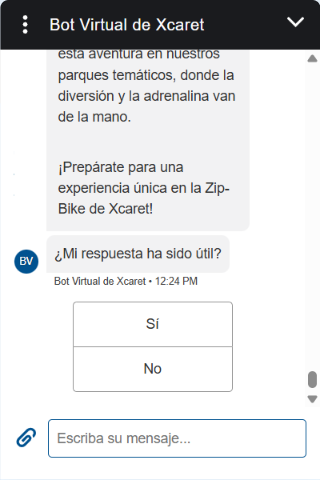 Bot Virtual de Xcaret
esta aventura en nuestros
parques temáticos, donde la
diversión y la adrenalina van
de la mano.
¡Prepárate para una
experiencia única en la Zip-
Bike de Xcaret!
BV
¿Mi respuesta ha sido útil?
Bot Virtual de Xcaret • 12:24 PM
Sí
No
Escriba su mensaje...